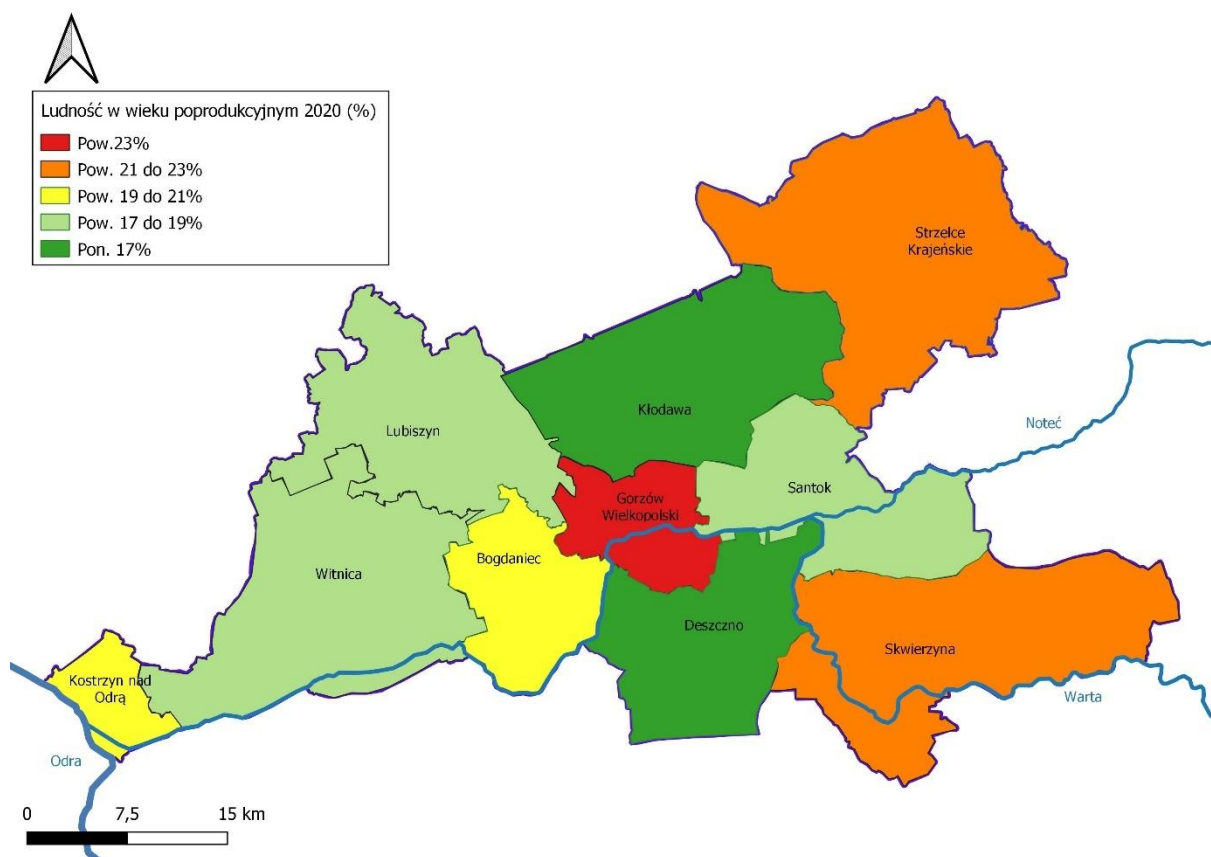 Ludność w wieku poprodukcyjnym 2020 (%)
Pow.23%
Pow. 21 do 23%
Pow. 19 do 21%
Pow. 17 do 19%
Pon. 17%
Strzelce
Krajeńskie
Kłodawa
Noteć
Lubiszyn
Santok
Gorzów
Wielkopolski
Bogdaniec
Witnica
Deszczno
Skwierzyna
Kostrzyn nad
Odrą
Warta
Odra
0 7,5 15 km